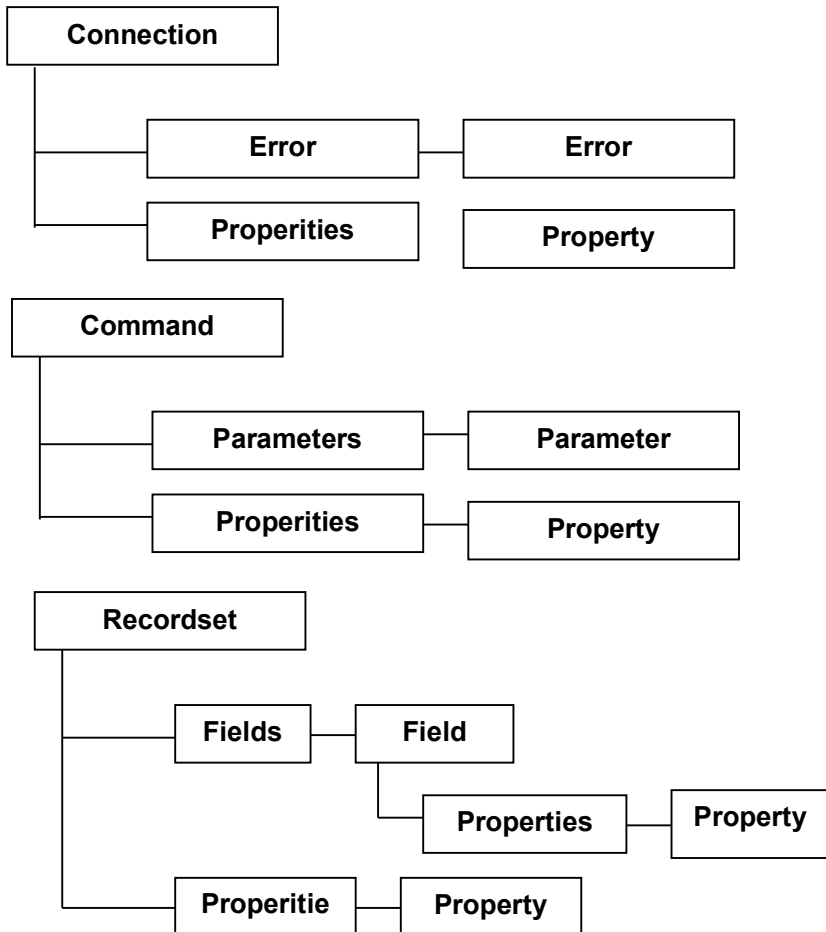 Connection
Error
Error
Properities
Property
Command
Parameters
Parameter
Properities
Property
Recordset
Fields
Field
Properties
Property
Properitie
Property